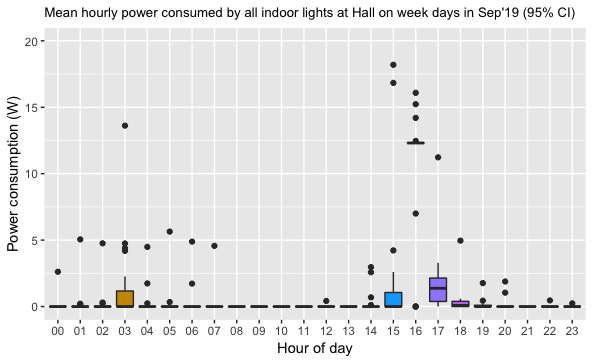 Mean hourly power consumed by all indoor lights at Hall on week days in Sep'19 (95% CI)
Power consumption (W)
20
15
10
5
0
00 01 02 03 04 05 06 07 08 09 10 11 12 13 14 15 16 17 18 19 20 21 22 23
Hour of day